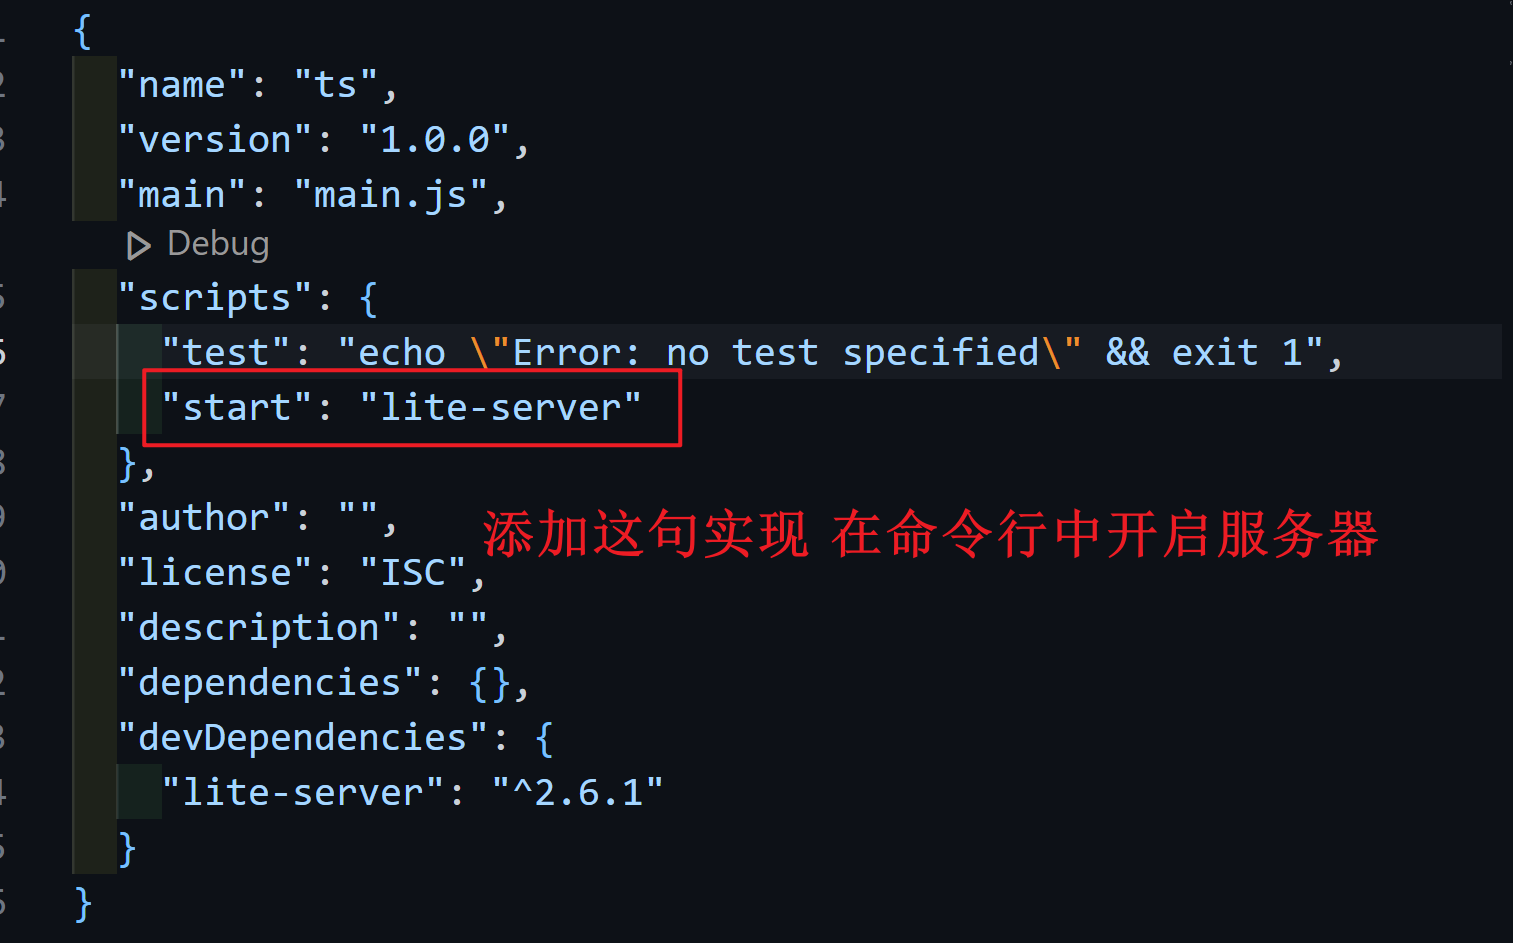 {
"name": "ts",
"version": "1.0.0",
"main": "main.js",
Debug
"scripts": {
"test": "echo \"Error: no test specified\" && exit 1",
"start": "lite-server"
},
"author": "",
添加这句实现 在命令行中开启服务器
"license": "ISC",
"description": "",
"dependencies": {},
"devDependencies": {
"lite-server": "^2.6.1"
}
}